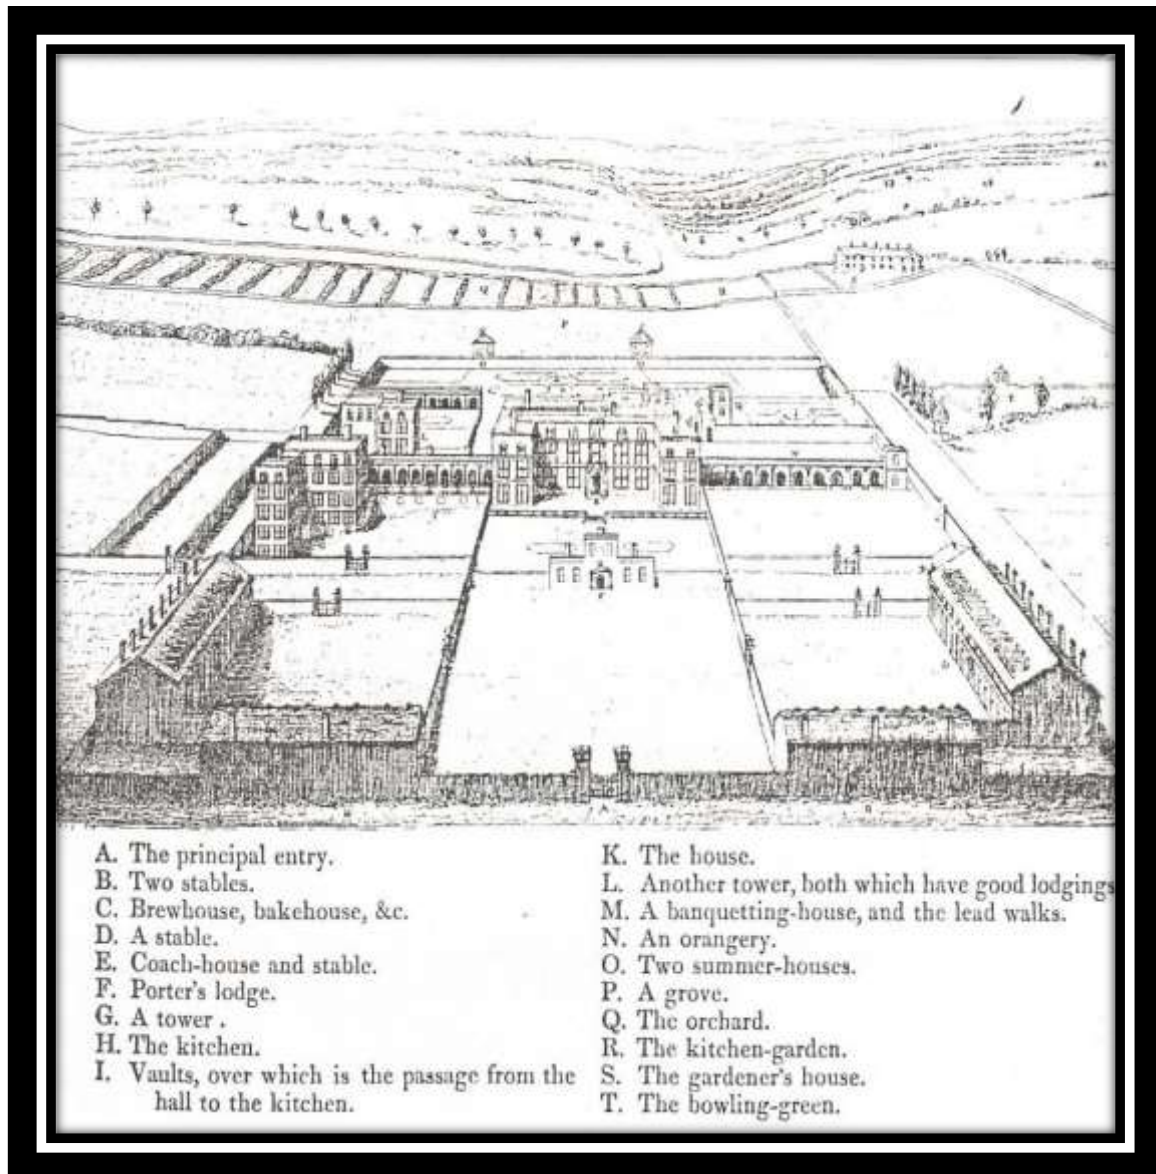 A. The principal entry.
B. Two stables.
C. Brewhouse, bakehouse, &c.
D. A stable.
E. Coach-house and stable.
F. Porter's lodge.
G. A tower .
H. The kitchen.
I. Vaults, over which is the passage from the
hall to the kitchen.
K. The house.
L. Another tower, both which have good lodgings
M. A banquetting-house, and the lead walks.
N. An orangery.
O. Two summer-houses.
P. A grove.
Q. The orchard.
R. The kitchen-garden.
S. The gardener's house.
T. The bowling-green.